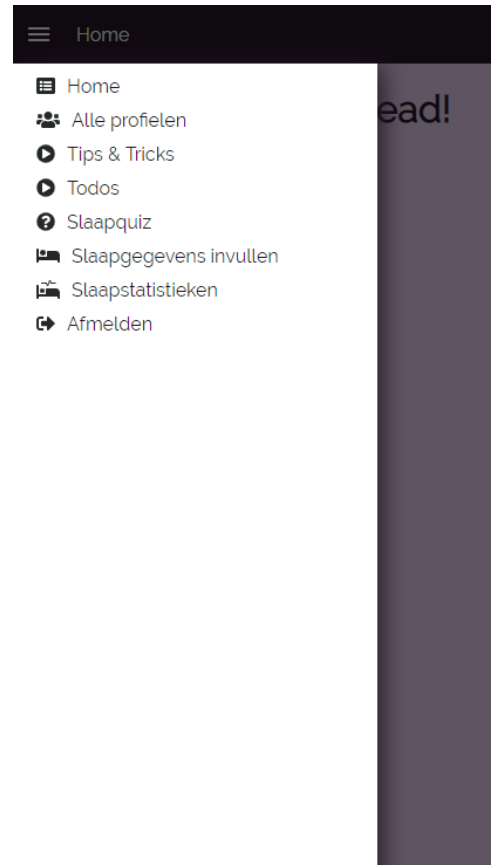 Home
ead!
Home
Alle profielen
Tips & Tricks
Todos
Slaapquiz
Slaapgegevens invullen
Slaapstatistieken
Afmelden